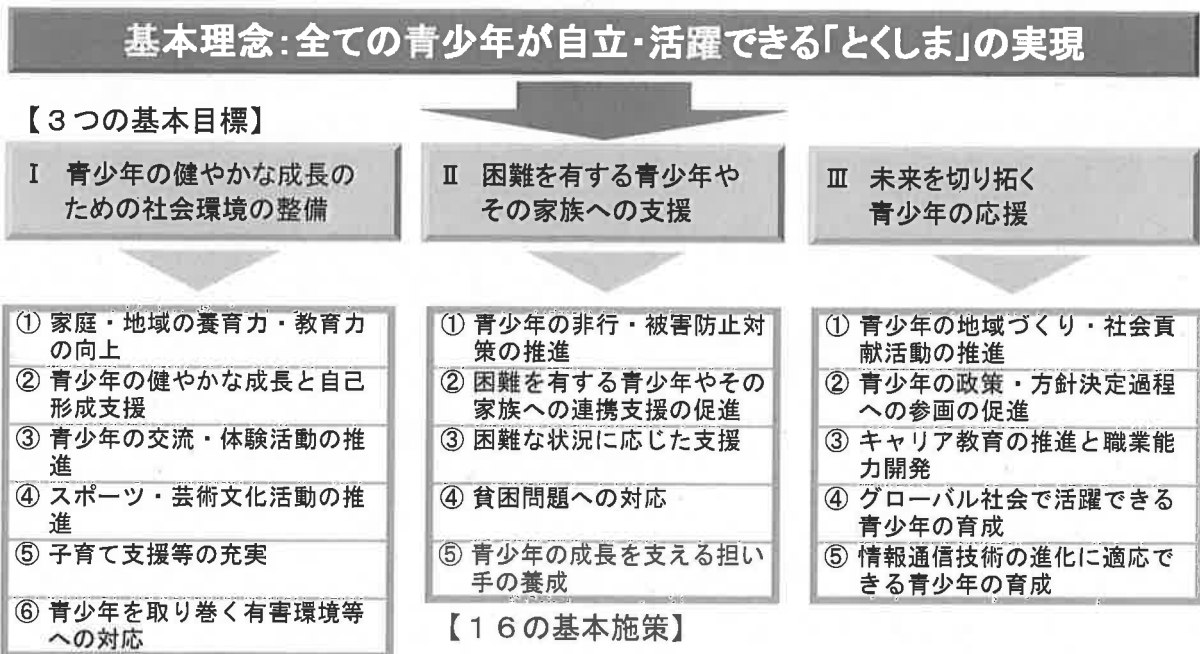 基本理念:全ての青少年が自立・活躍できる「とくしま」の実現
【３つの基本目標】
Ⅰ 青少年の健やかな成長の
ための社会環境の整備
Ⅱ 困難を有する青少年や
その家族への支援
Ⅲ 未来を切り拓く
青少年の応援
① 家庭・地域の養育力・教育力
の向上
② 青少年の健やかな成長と自己
形成支援
③ 青少年の交流・体験活動の推
進
④ スポーツ・芸術文化活動の推
進
⑤ 子育て支援等の充実
⑥ 青少年を取り巻く有害環境等
への対応
① 青少年の非行・被害防止対
策の推進
② 困難を有する青少年やその
家族への連携支援の促進
③ 困難な状況に応じた支援
④ 貧困問題への対応
⑤ 青少年の成長を支える担い
手の養成
① 青少年の地域づくり・社会貢
献活動の推進
② 青少年の政策・方針決定過程
への参画の促進
③ キャリア教育の推進と職業能
力開発
④ グローバル社会で活躍できる
青少年の育成
⑤ 情報通信技術の進化に適応で
きる青少年の育成
【１６の基本施策】